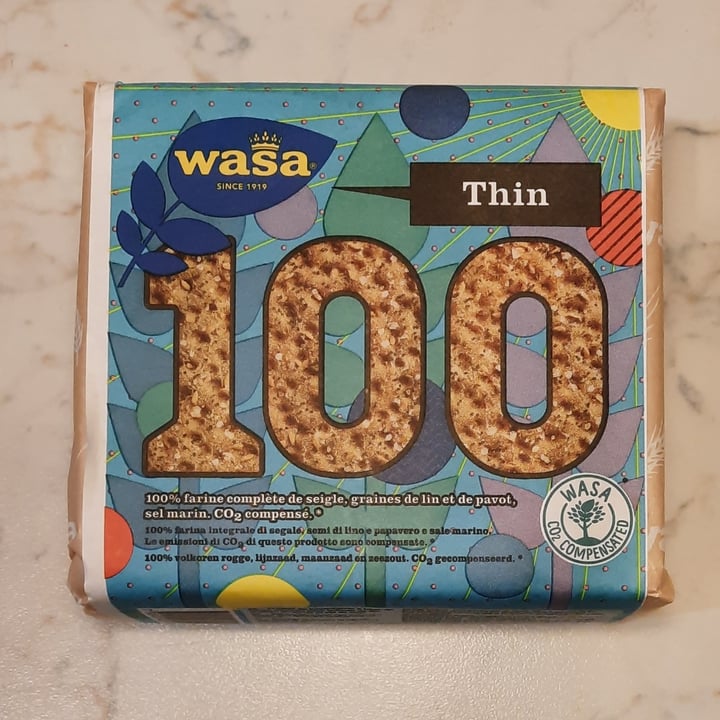 wasa®
SINCE 1919
Thin
100
100% farine complète de seigle, graines de lin et de pavot,
sel marin. CO₂ compensé.*
100% farina integrale di segale, semi di lino e papavero e sale marino.
Le emissioni di CO₂ di questo prodotto sono compensate. *
100% volkoren rogge, lijnzaad, maanzaad en zeezout. CO₂ gecompenseerd. *
WASA
CO₂ COMPENSATED